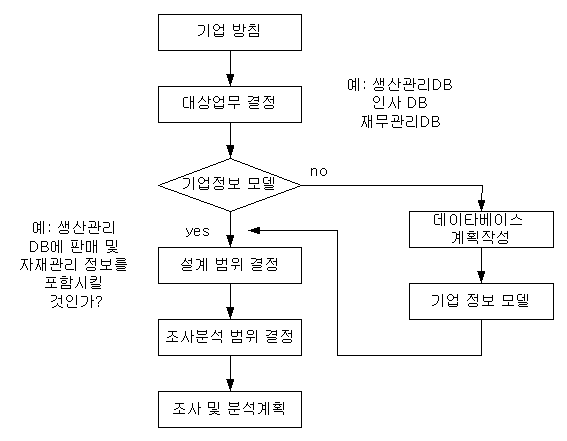 기업 방침
대상업무 결정
예: 생산관리DB
인사 DB
재무관리DB
기업정보 모델
no
yes
데이타베이스
계획작성
예: 생산관리
DB에 판매 및
자재관리 정보를
포함시킬
것인가?
설계 범위 결정
기업 정보 모델
조사분석 범위 결정
조사 및 분석계획